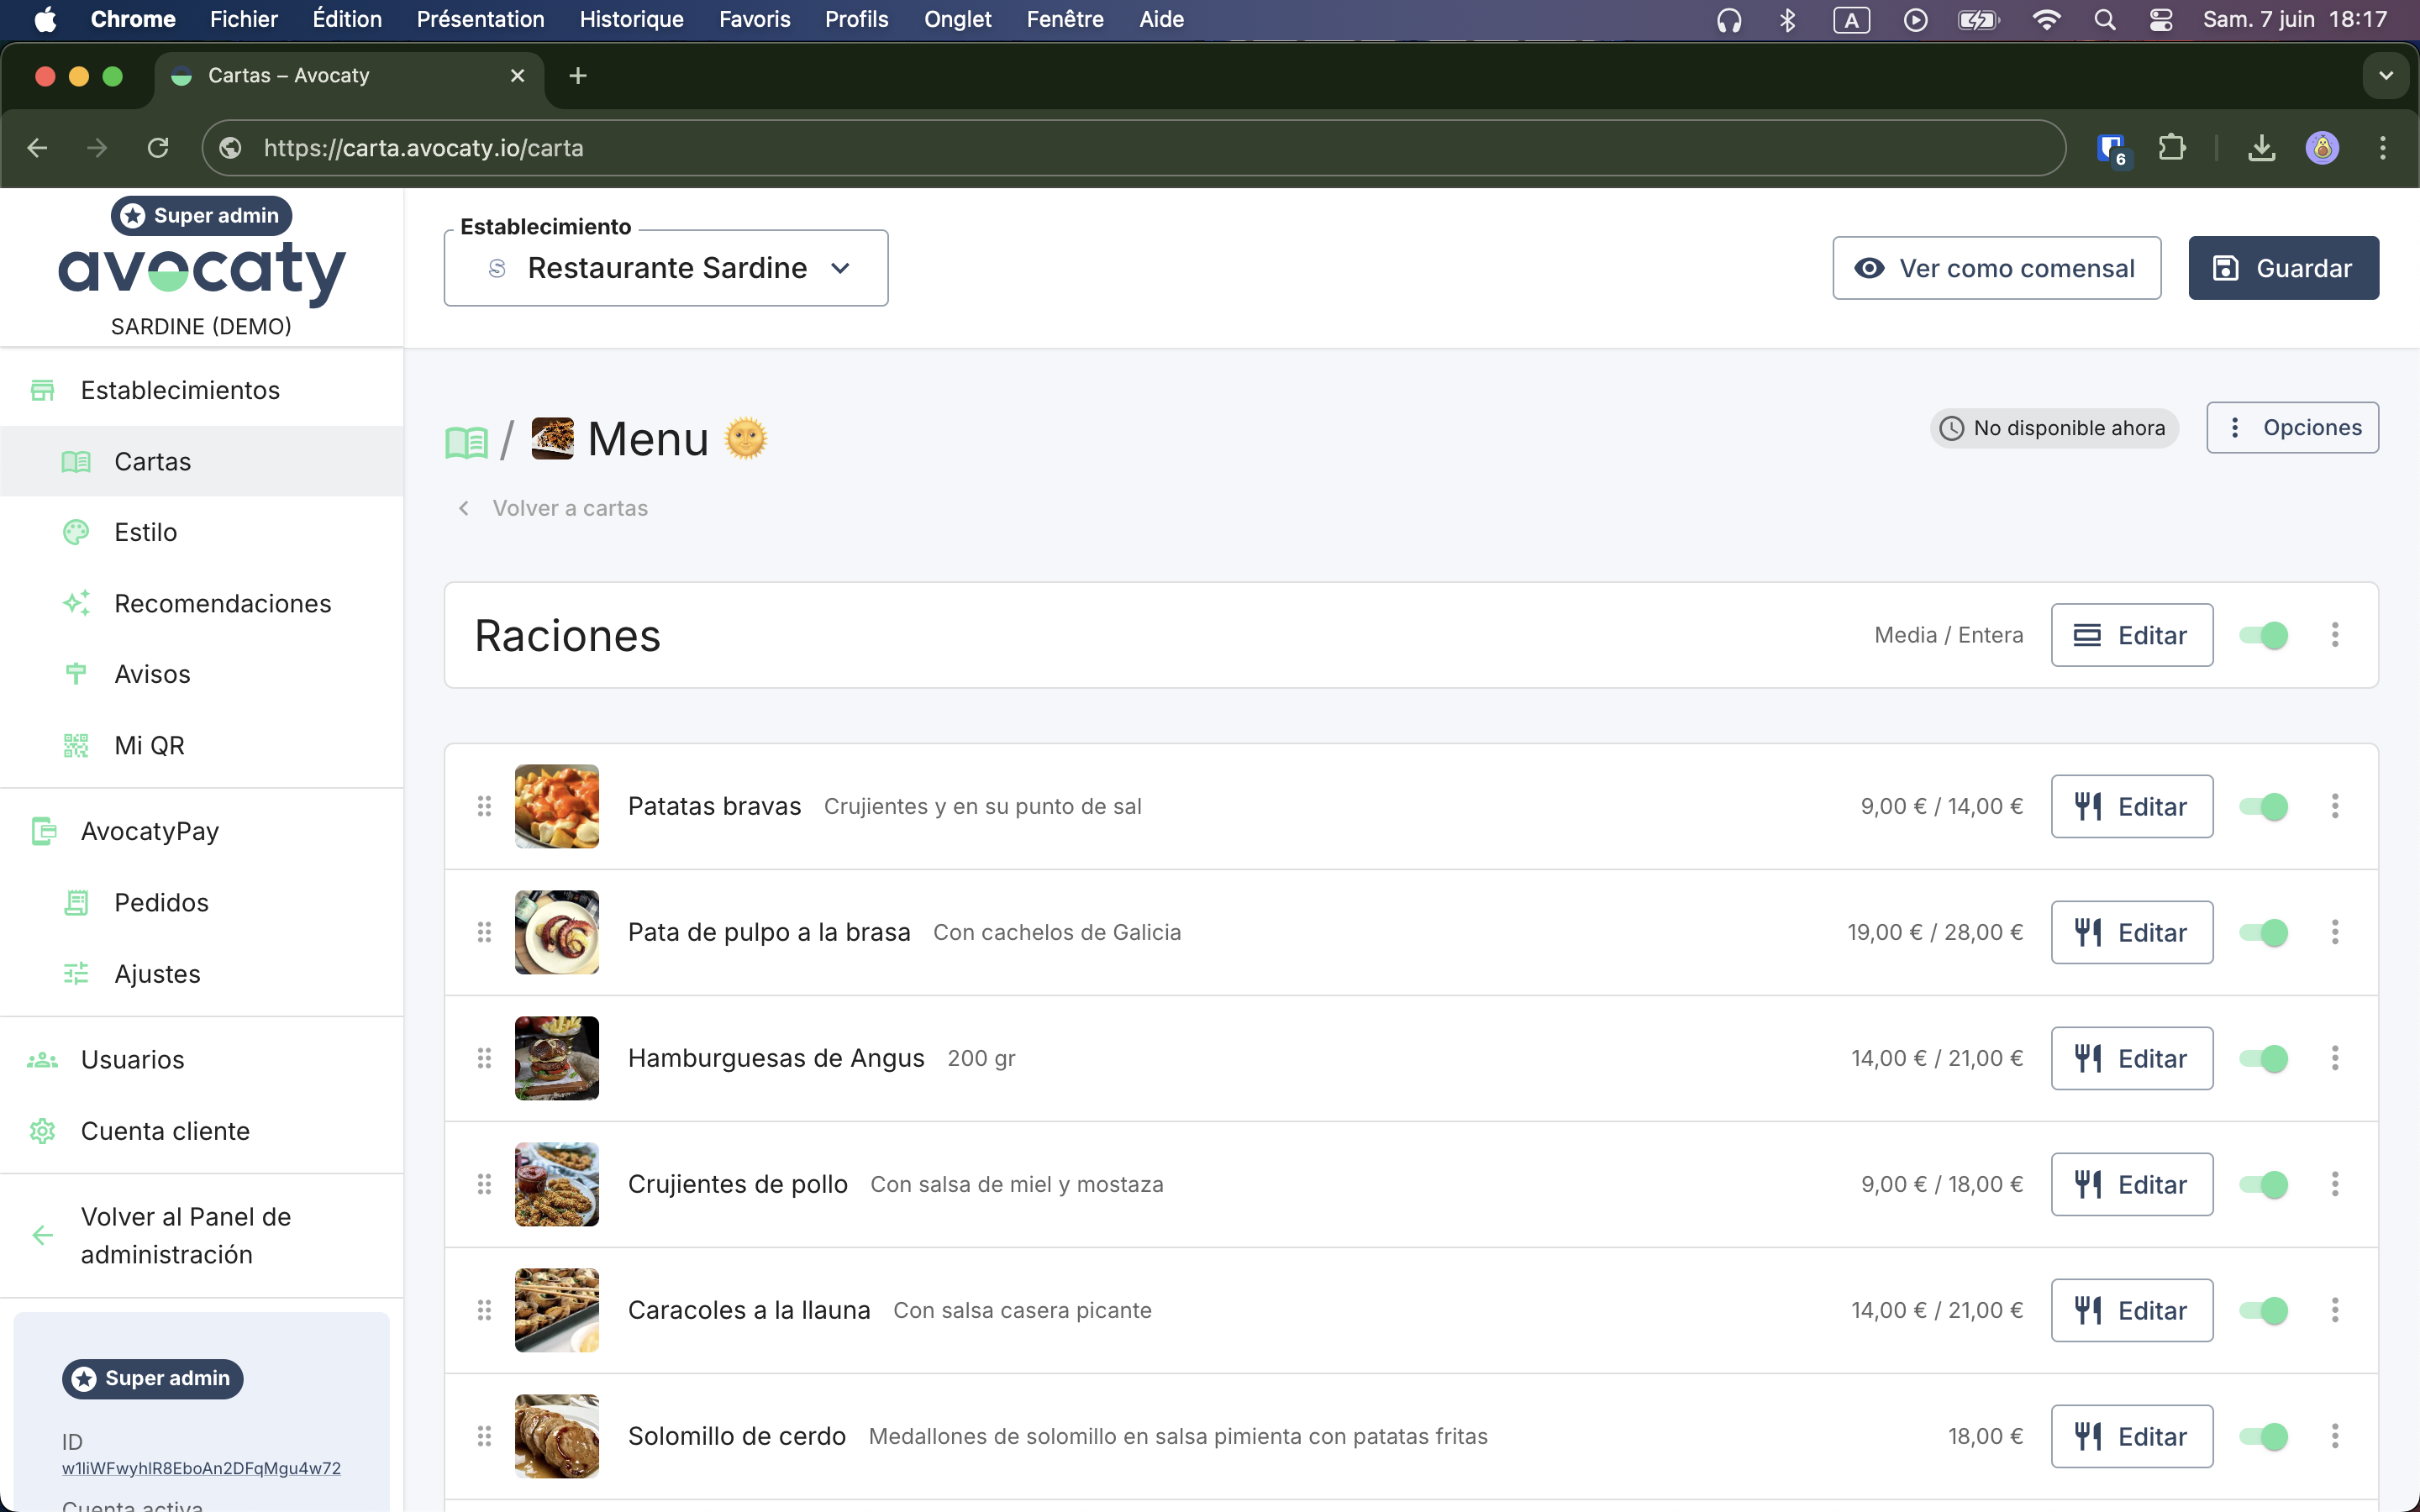 Chrome Fichier Édition Présentation Historique Favoris Profils Onglet Fenêtre Aide A Sam. 7 juin 18:17
Cartas – Avocaty
https://carta.avocaty.io/carta 6
Super admin
avocaty
SARDINE (DEMO)
Establecimientos
Cartas
Estilo
Recomendaciones
Avisos
Mi QR
AvocatyPay
Pedidos
Ajustes
Usuarios
Cuenta cliente
Volver al Panel de
administración
Super admin
ID
Cuenta activa
Establecimiento
S Restaurante Sardine
Ver como comensal
Guardar
/ Menu
No disponible ahora
Opciones
Volver a cartas
Raciones Media / Entera Editar
Patatas bravas Crujientes y en su punto de sal 9,00 € / 14,00 € Editar
Pata de pulpo a la brasa Con cachelos de Galicia 19,00 € / 28,00 € Editar
Hamburguesas de Angus 200 gr 14,00 € / 21,00 € Editar
Crujientes de pollo Con salsa de miel y mostaza 9,00 € / 18,00 € Editar
Caracoles a la llauna Con salsa casera picante 14,00 € / 21,00 € Editar
Solomillo de cerdo Medallones de solomillo en salsa pimienta con patatas fritas 18,00 € Editar